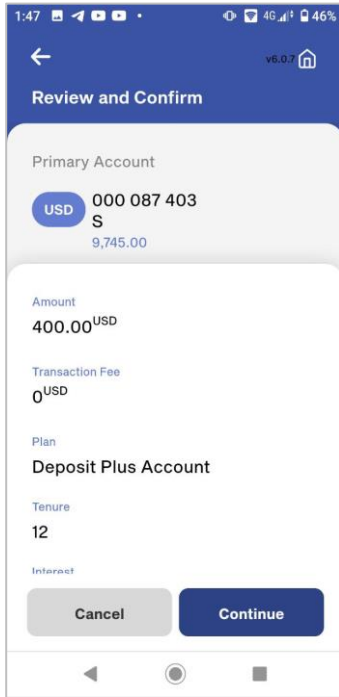 1:47
4G
46%
v6.0.7
Review and Confirm
Primary Account
USD
000 087 403
S
9,745.00
Amount
400.00USD
Transaction Fee
0USD
Plan
Deposit Plus Account
Tenure
12
Interest
Cancel
Continue